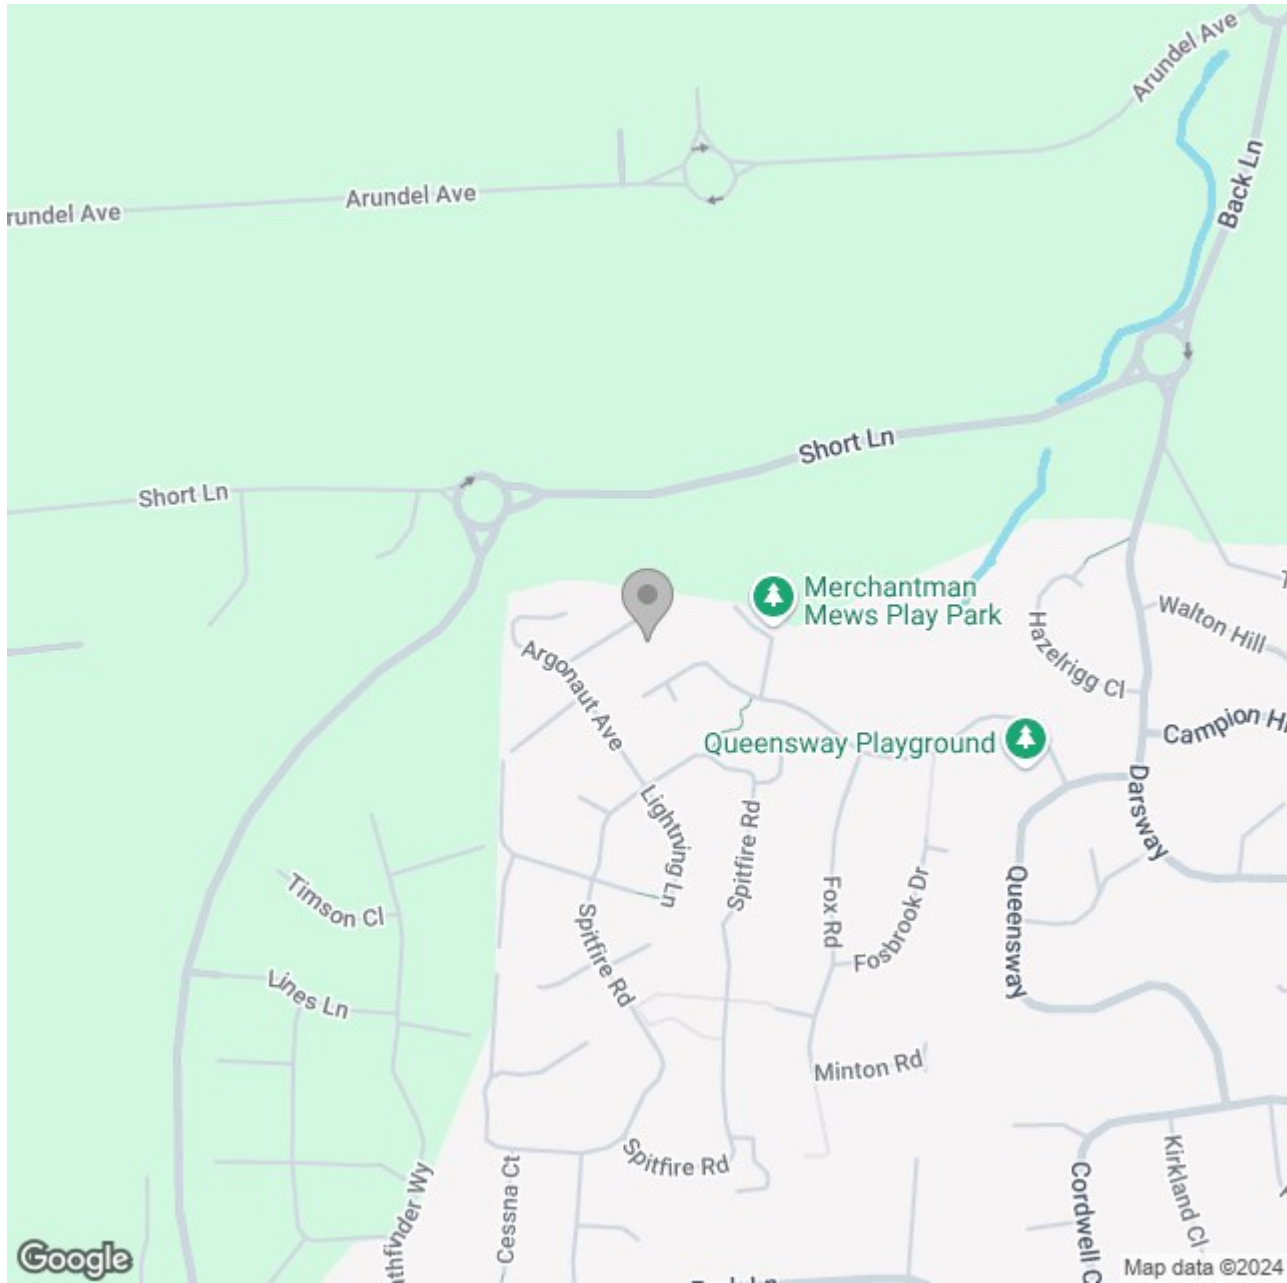 Arundel Ave
Back Ln
Arundel Ave
rundel Ave
Short Ln
Short Ln
Merchantman
Mews Play Park
Walton Hill
Hazelrigg Cl
Argonaut Ave
Campion Hi
Queensway Playground
Darsway
Lightning Ln
Spitfire Rd
Timson Cl
Fox Rd
Fosbrook Dr
Queensway
Spitfire Rd
Lines Ln
Minton Rd
Spitfire Rd
Kirkland Cl
Cordwell C
Cessna Ct
athfinder Wy
Google
Map data ©2024